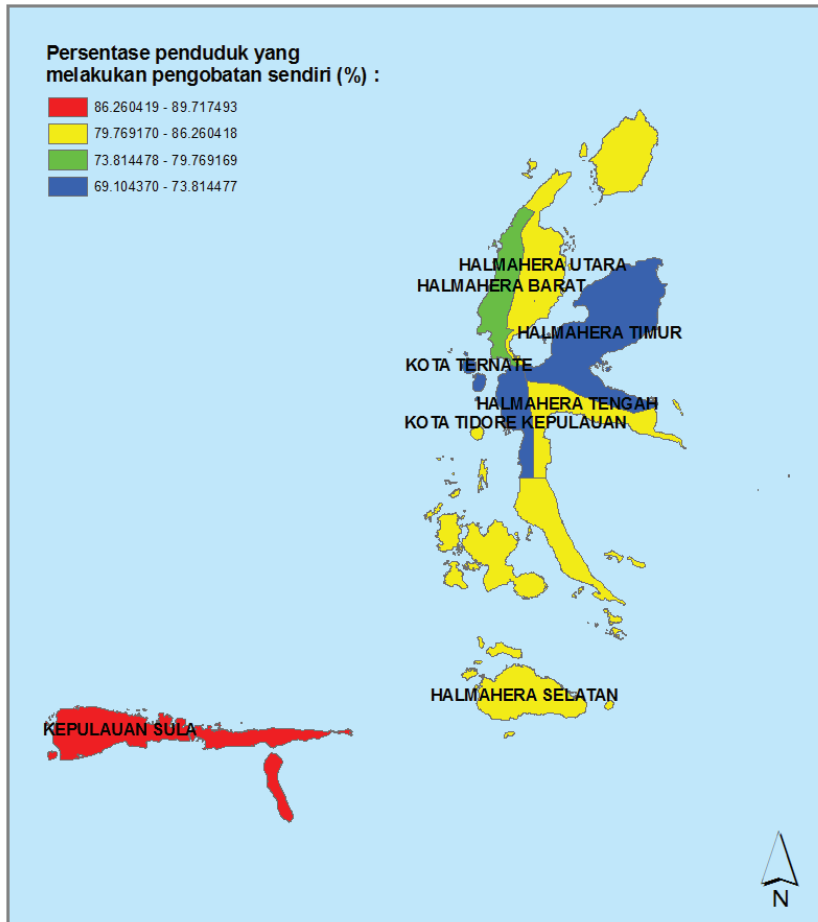 Persentase penduduk yang
melakukan pengobatan sendiri (%) :
86.260419 - 89.717493
79.769170 - 86.260418
73.814478 - 79.769169
69.104370 - 73.814477
HALMAHERA UTARA
HALMAHERA BARAT
HALMAHERA TIMUR
KOTA TERNATE
HALMAHERA TENGAH
KOTA TIDORE KEPULAUAN
HALMAHERA SELATAN
KEPULAUAN SULA
N